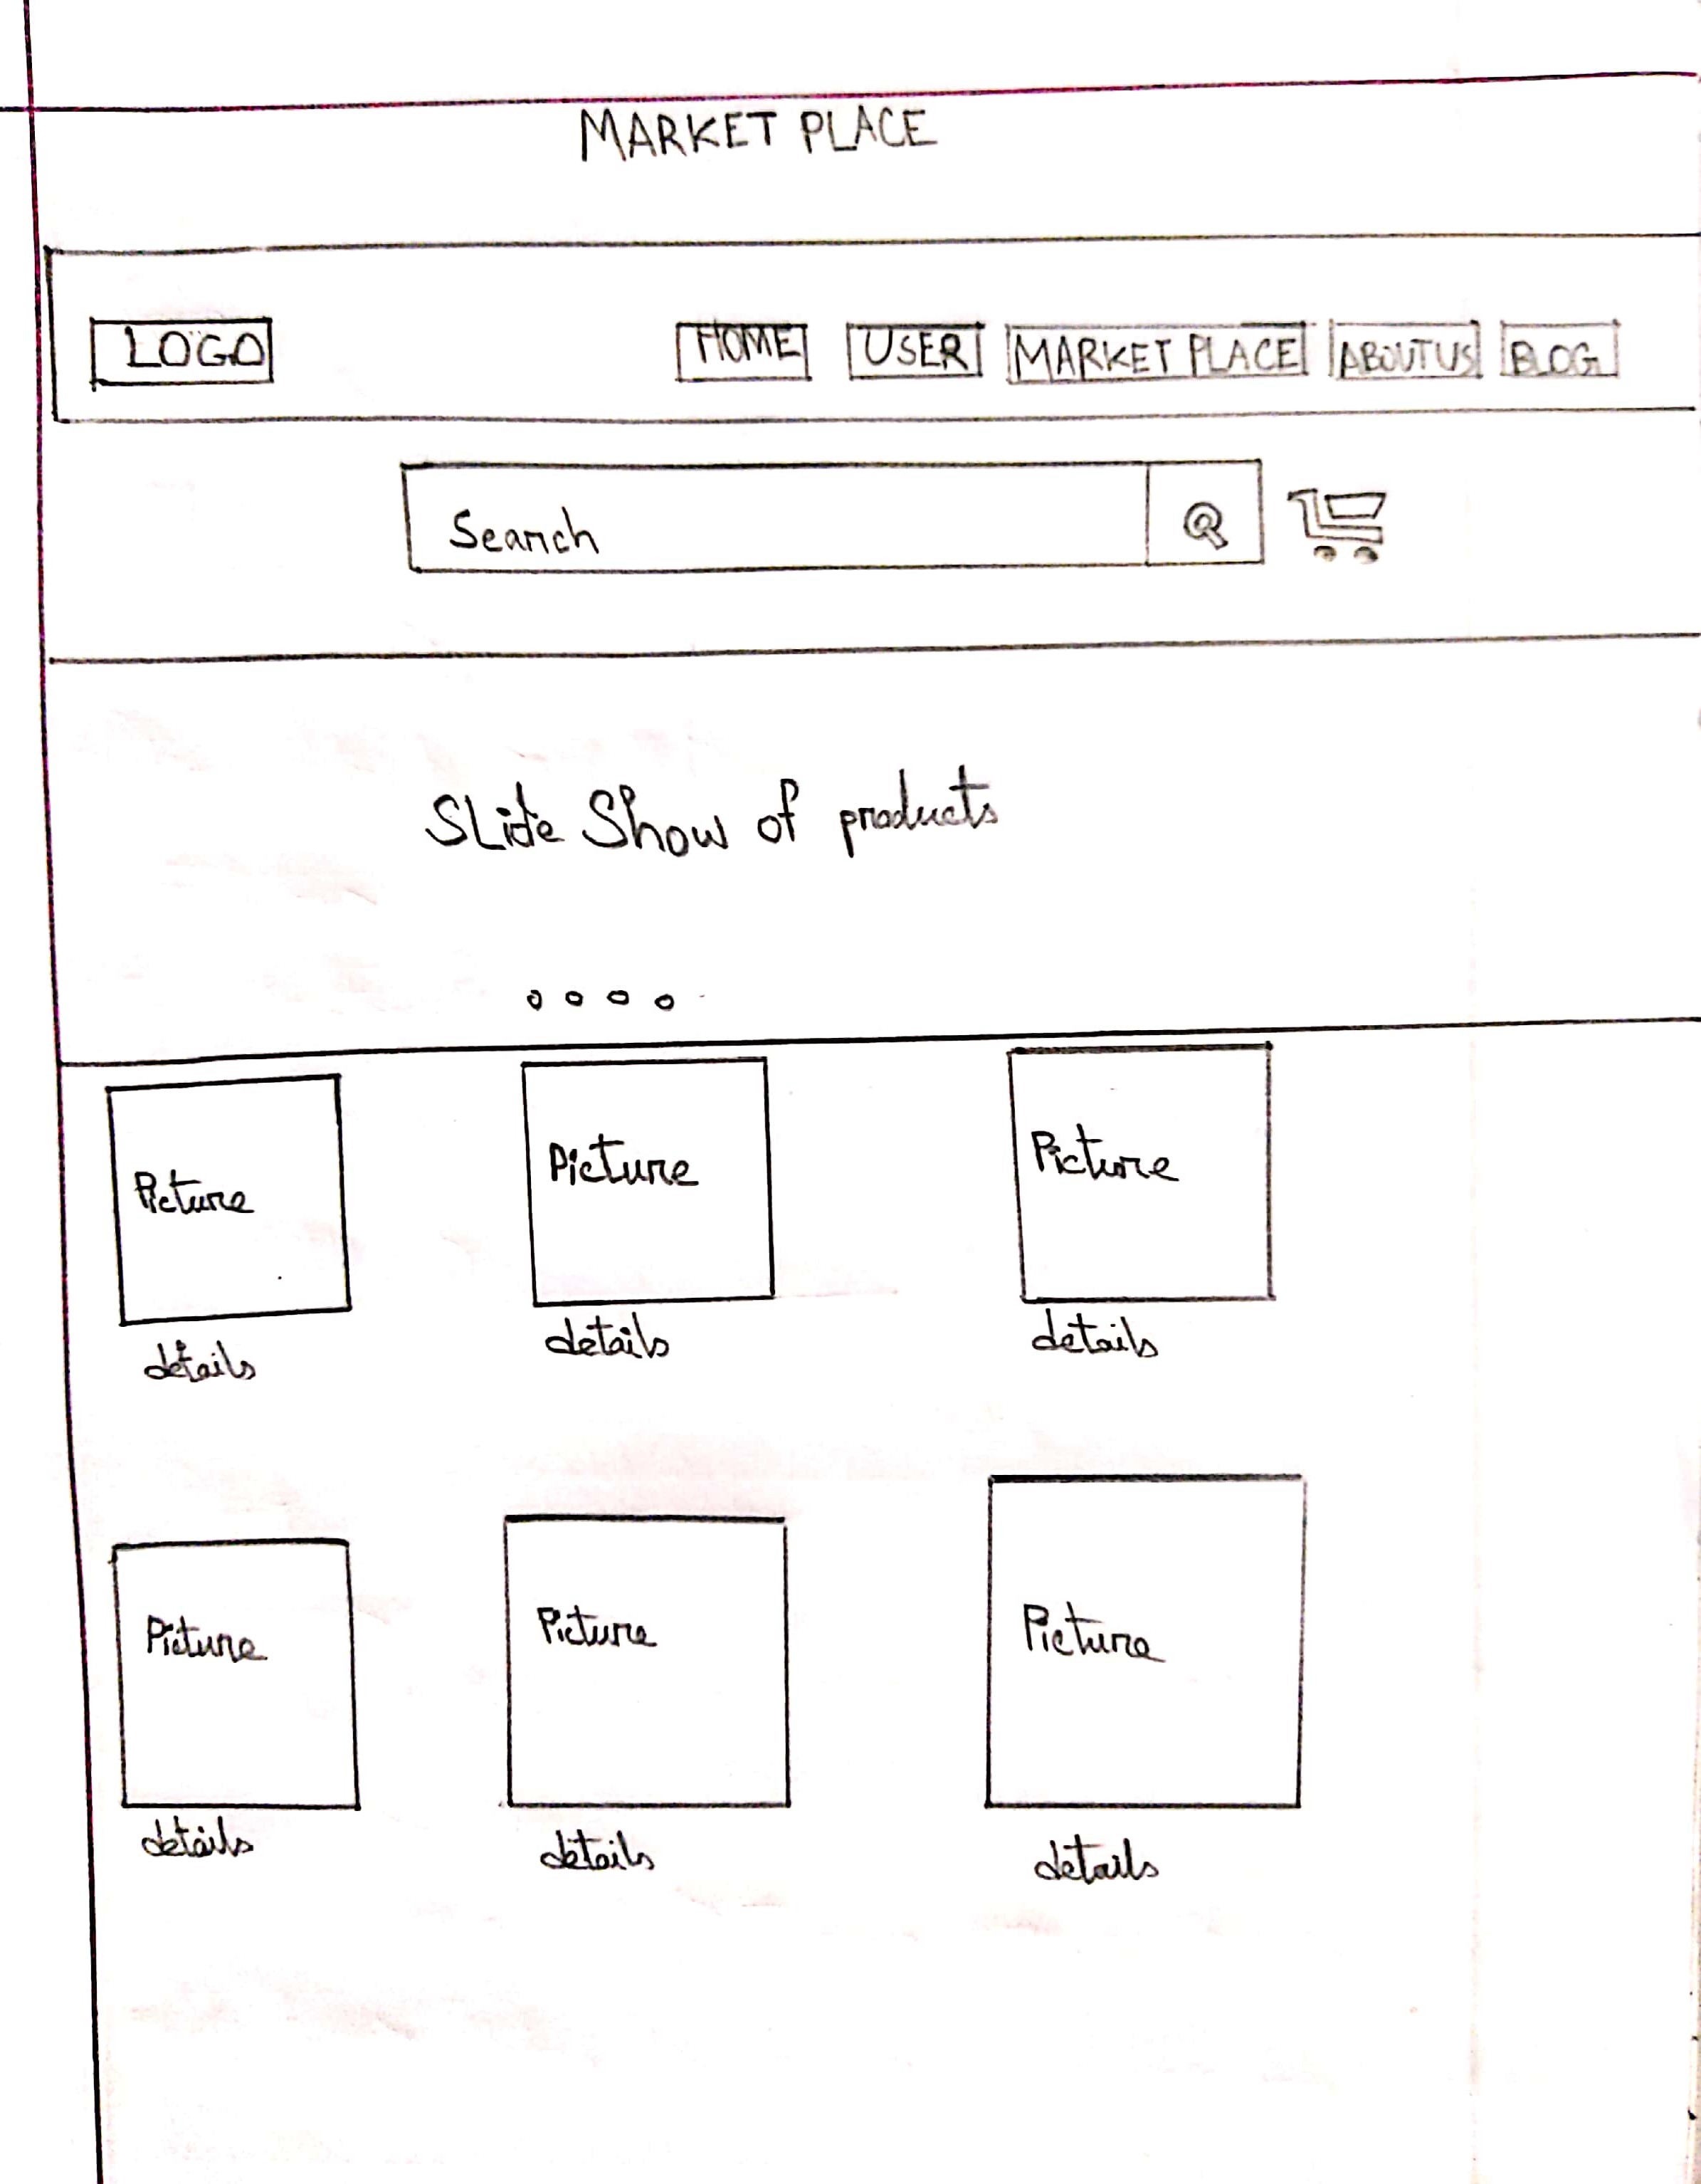 MARKET PLACE
LOGO HOME USER MARKET PLACE ABOUT US BLOG
Search
Slide Show of products
Picture Picture Picture
details details details
Picture Picture Picture
details details details